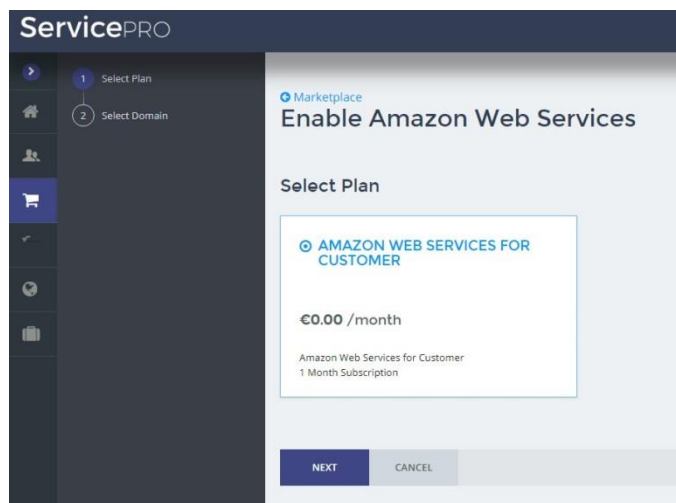 ServicePRO
1 Select Plan
2 Select Domain
Marketplace
Enable Amazon Web Services
Select Plan
AMAZON WEB SERVICES FOR
CUSTOMER
€0.00 /month
Amazon Web Services for Customer
1 Month Subscription
NEXT CANCEL